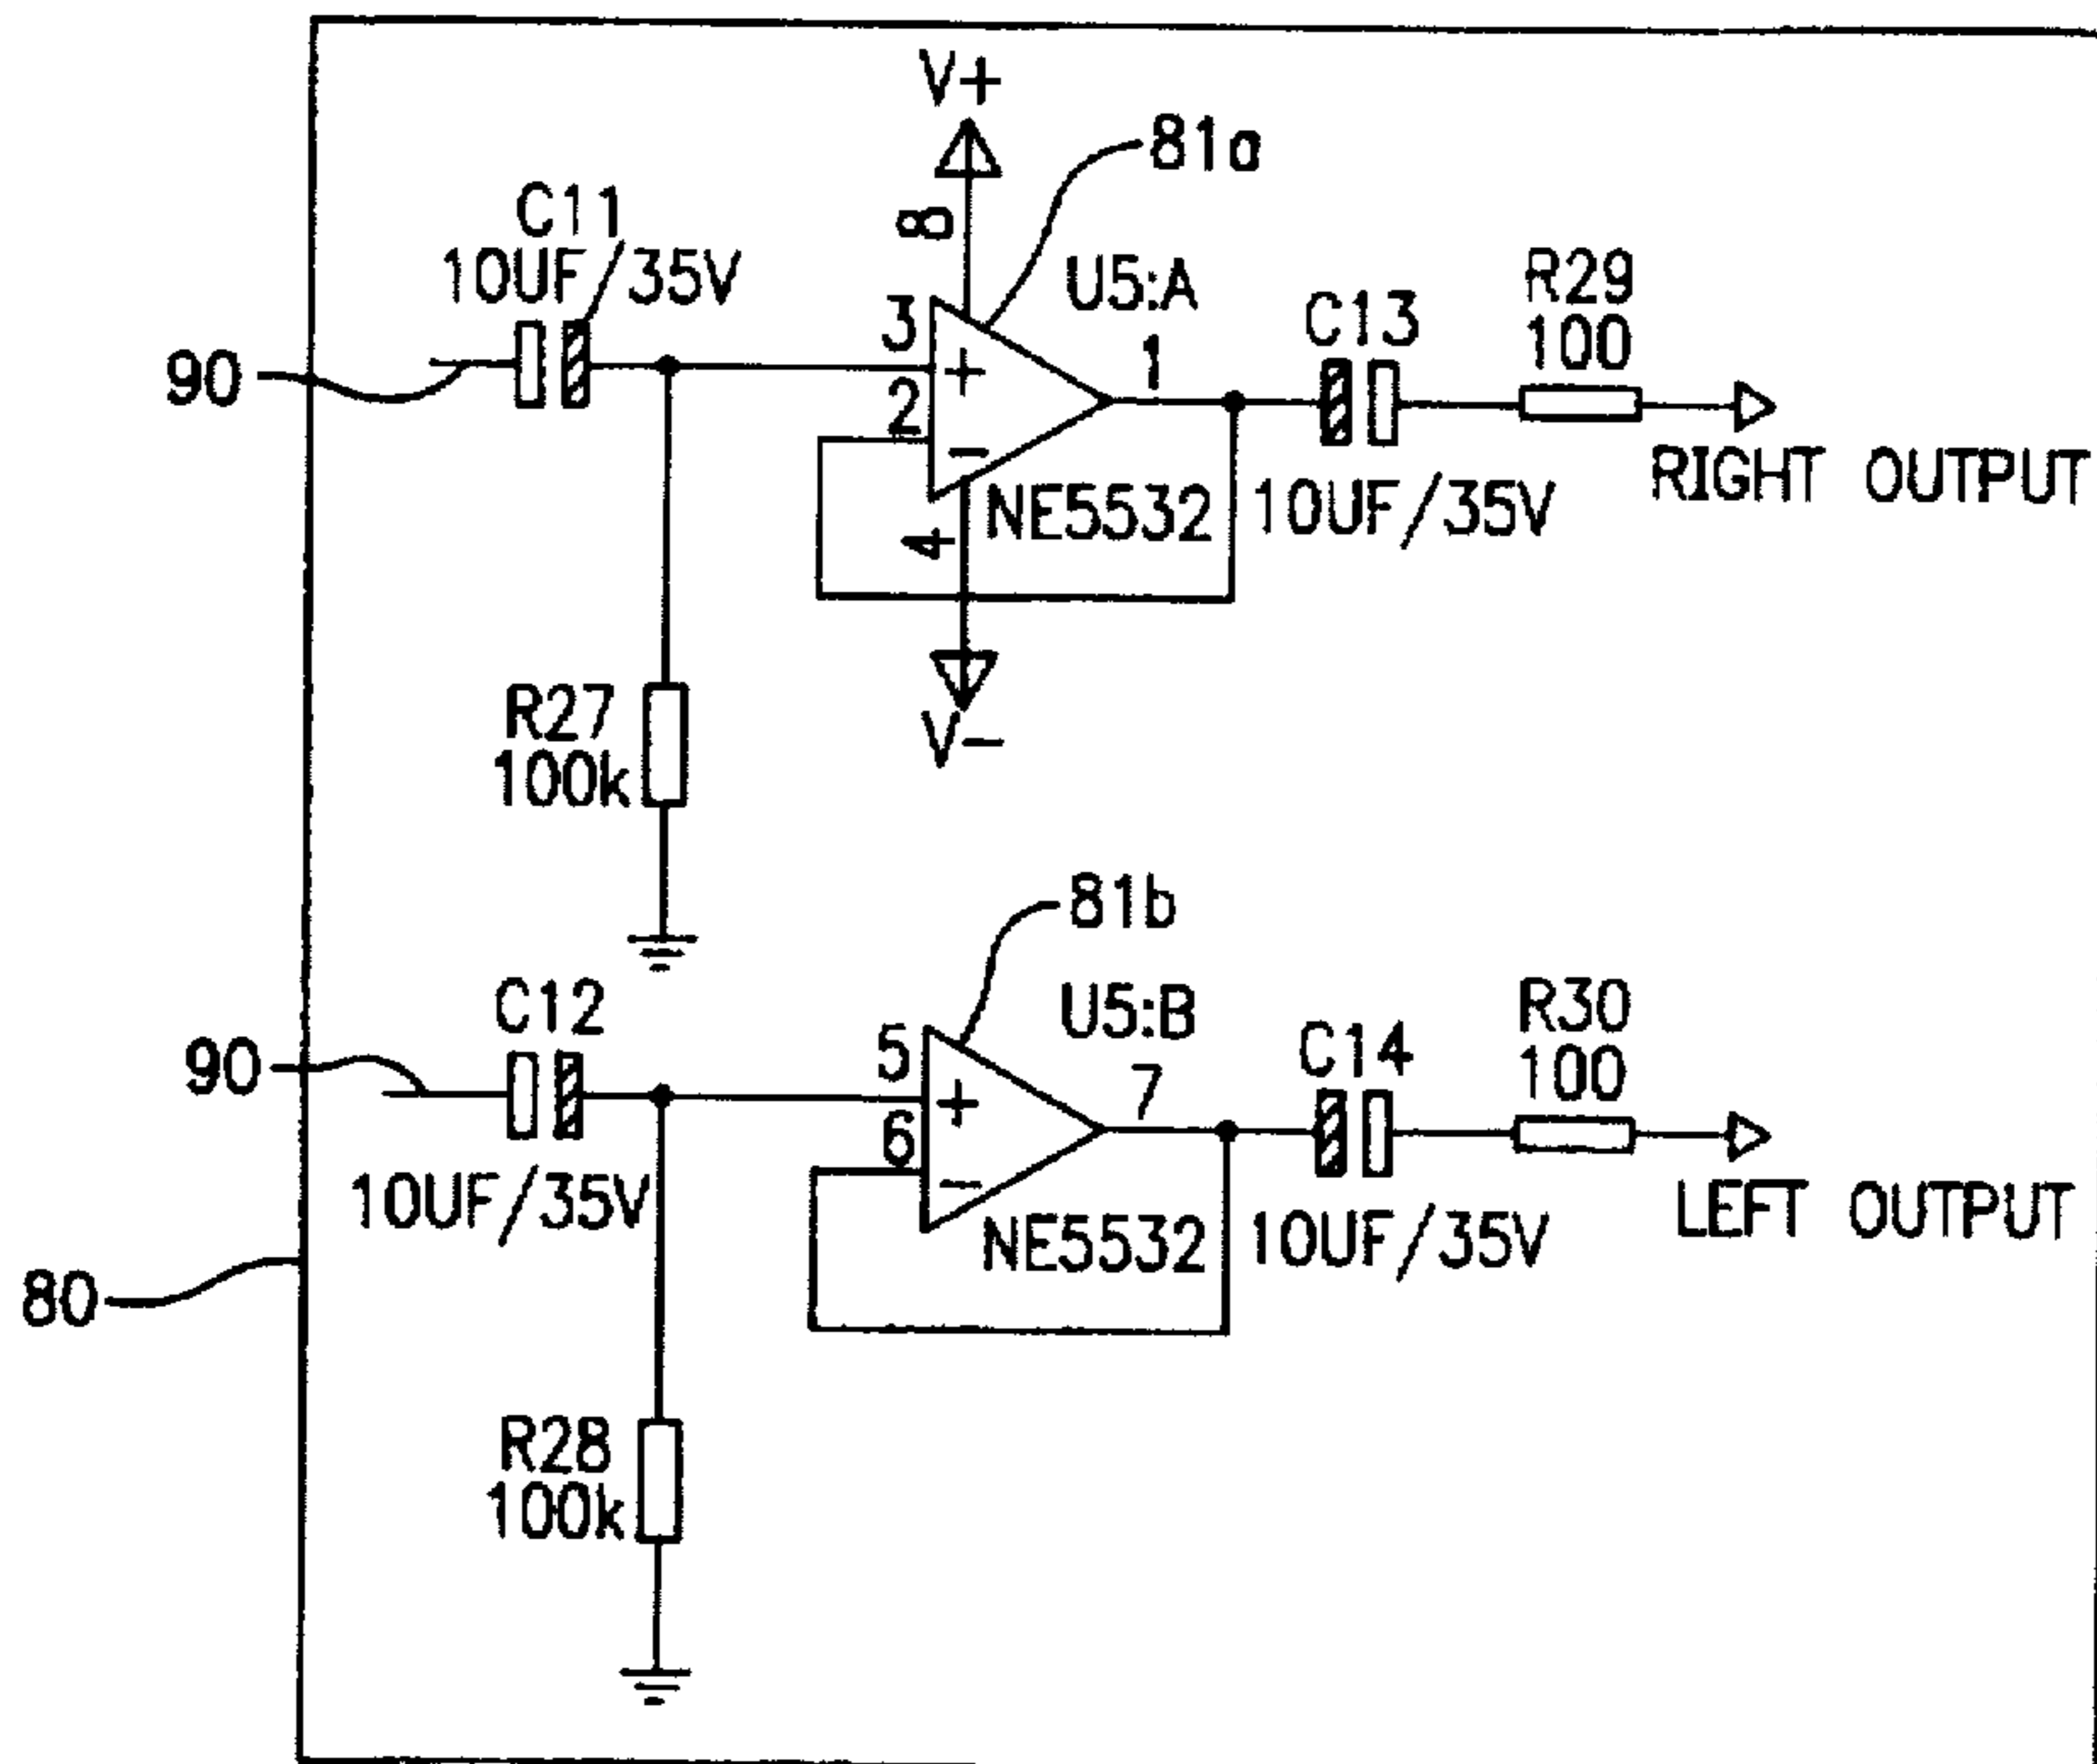 V+
81a
8
C11
10UF/35V
U5:A
R29
100
C13
3
1
90
+
2
-
RIGHT OUTPUT
NE5532
10UF/35V
4
R27
100k
V-
81b
C12
U5:B
R30
100
C14
5
7
90
+
6
-
10UF/35V
LEFT OUTPUT
NE5532
10UF/35V
80
R28
100k